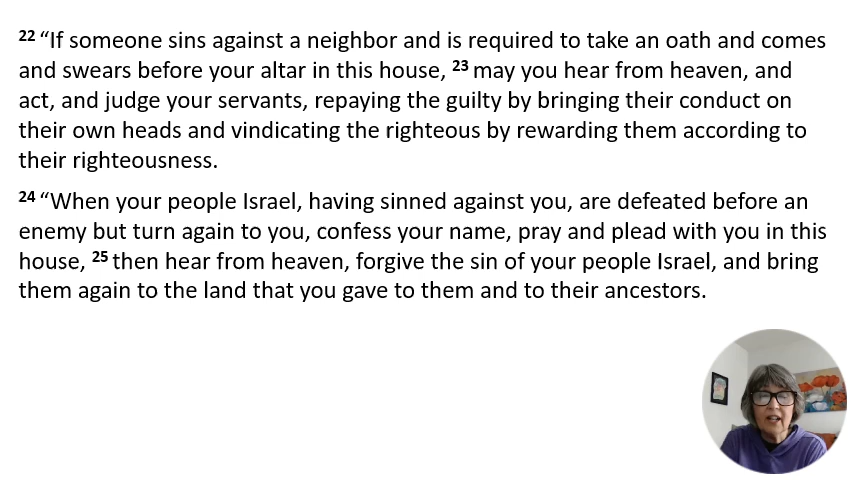 22 “If someone sins against a neighbor and is required to take an oath and comes
and swears before your altar in this house, 23 may you hear from heaven, and
act, and judge your servants, repaying the guilty by bringing their conduct on
their own heads and vindicating the righteous by rewarding them according to
their righteousness.
24 “When your people Israel, having sinned against you, are defeated before an
enemy but turn again to you, confess your name, pray and plead with you in this
house, 25 then hear from heaven, forgive the sin of your people Israel, and bring
them again to the land that you gave to them and to their ancestors.